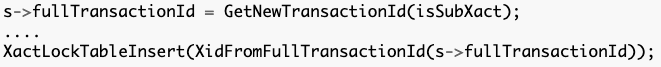 s->fullTransactionId = GetNewTransactionId(isSubXact);
....
XactLockTableInsert(XidFromFullTransactionId(s->fullTransactionId));